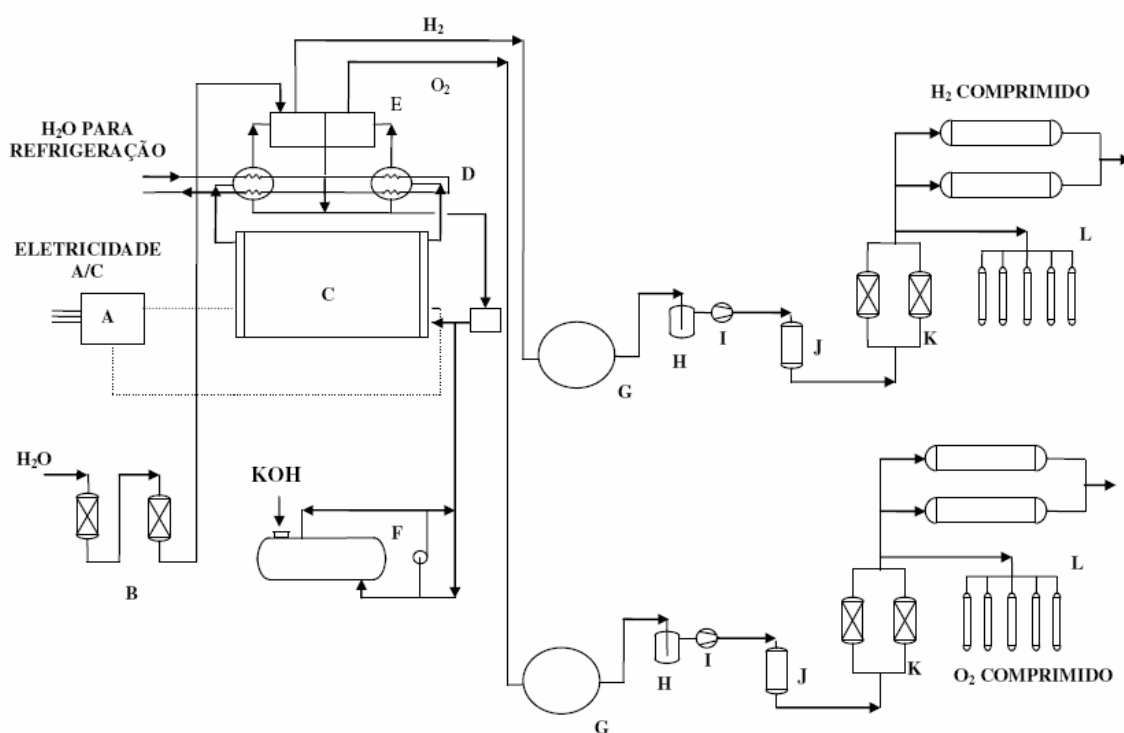 H₂
O₂
E
H₂O PARA
REFRIGERAÇÃO
D
ELETRICIDADE
A/C
A
C
H₂O
B
KOH
F
G
H
I
J
K
H₂ COMPRIMIDO
L
G
H
I
J
K
L
O₂ COMPRIMIDO